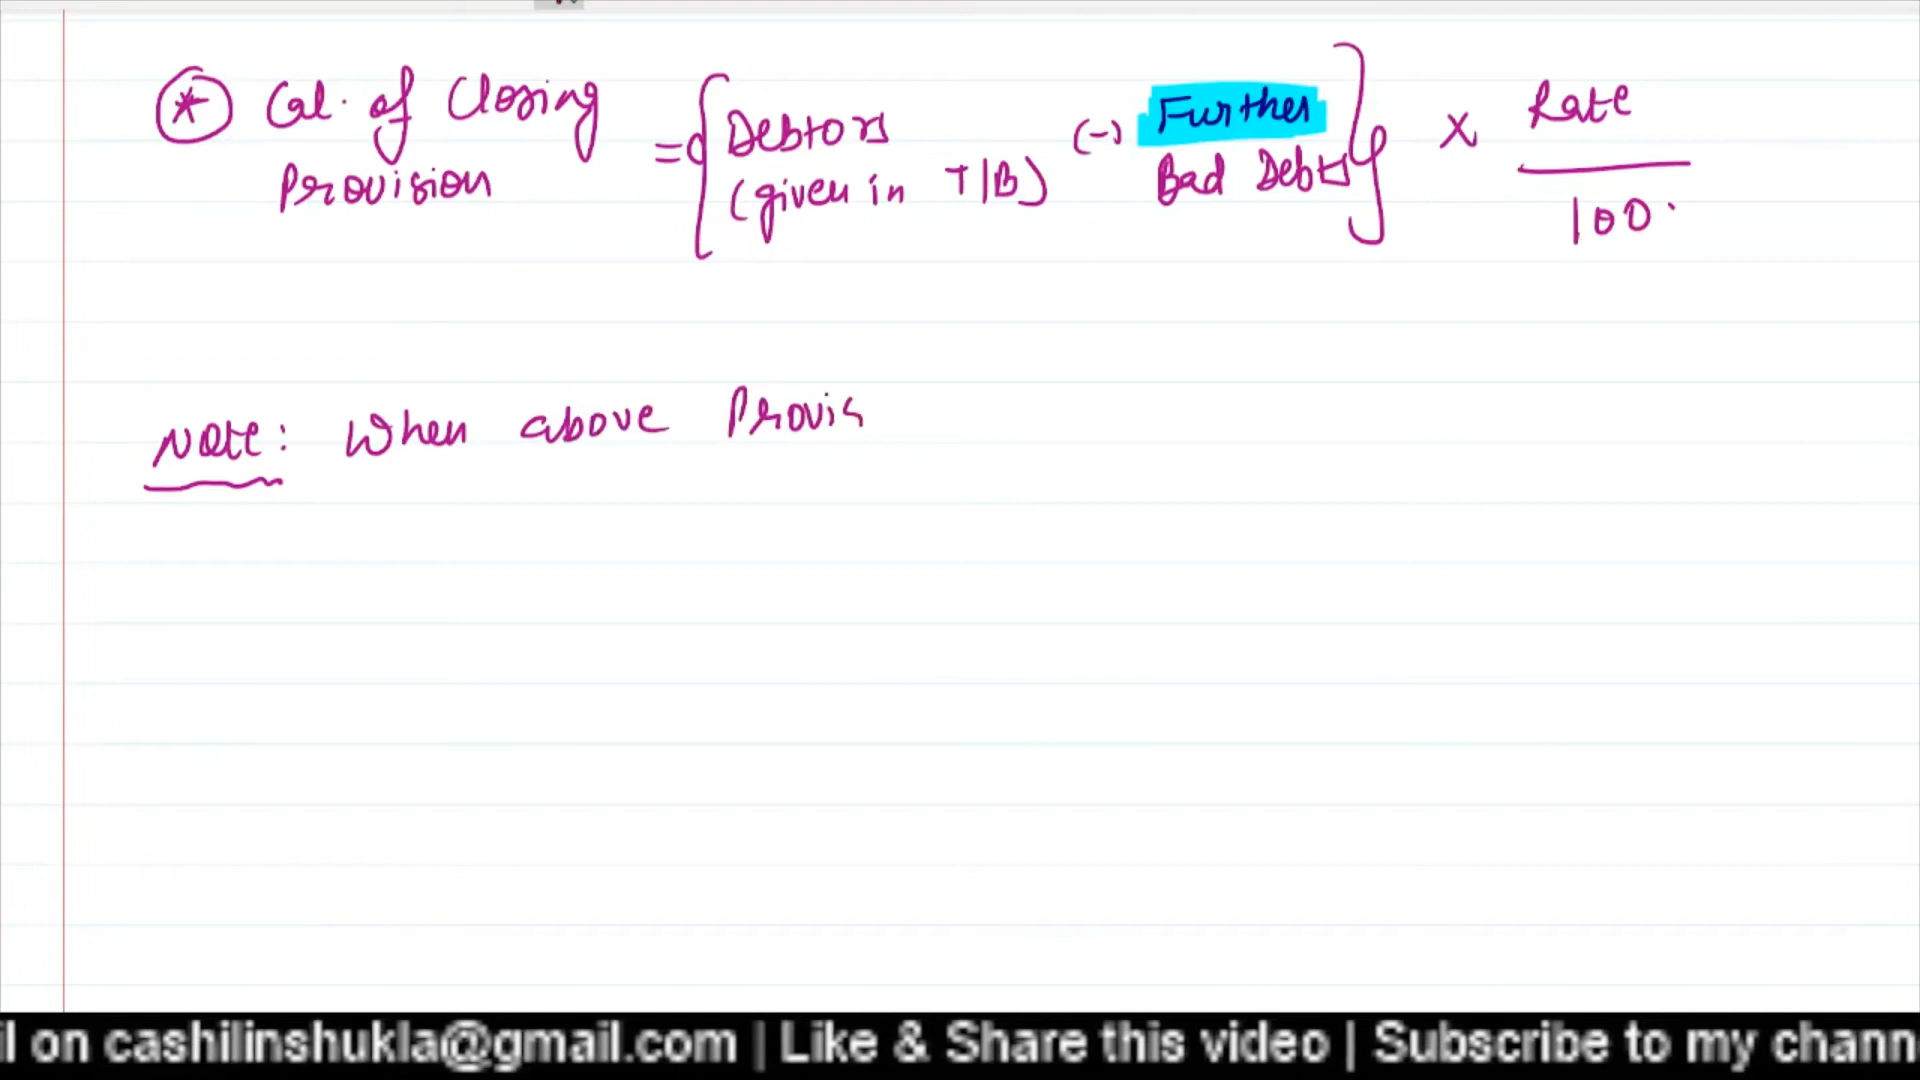 * Cal. of Closing Provision = { Debtors (given in T/B) (-) Further Bad Debts } x Rate / 100.
Note: When above Provis
il on cashilinshukla@gmail.com | Like & Share this video | Subscribe to my chann